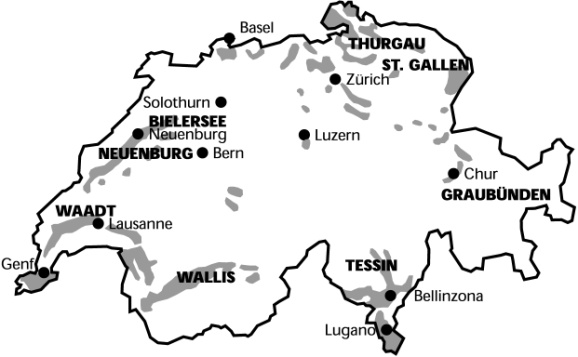 Basel
THURGAU
ST. GALLEN
Zürich
Solothurn
BIELERSEE
Neuenburg
Luzern
NEUENBURG
Bern
Chur
GRAUBÜNDEN
WAADT
Lausanne
Genf
TESSIN
WALLIS
Bellinzona
Lugano